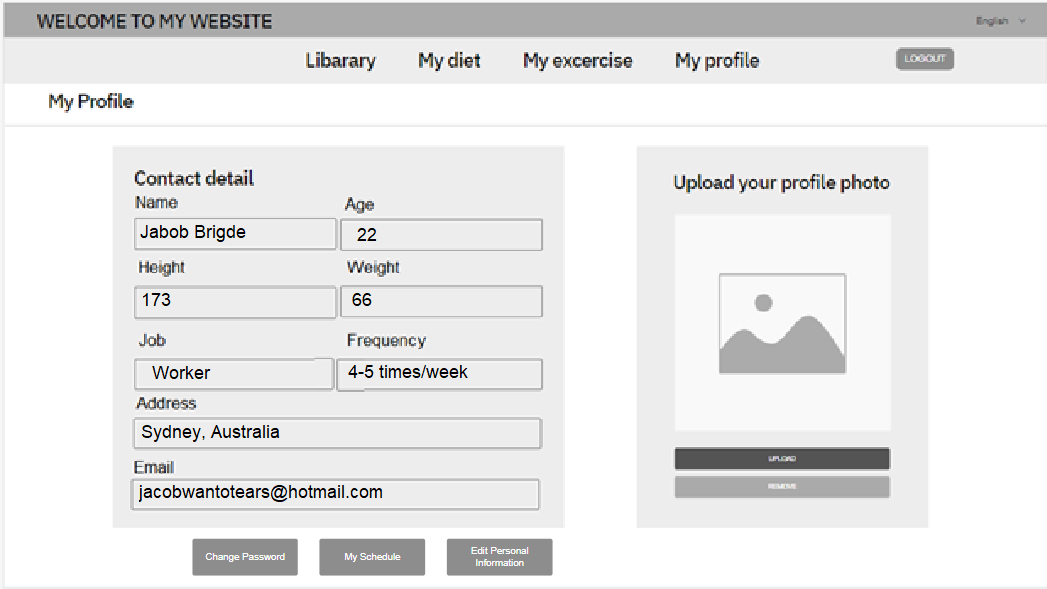 WELCOME TO MY WEBSITE
English
Libarary My diet My excercise My profile
LOGOUT
My Profile
Contact detail
Name Age
Jabob Brigde 22
Height Weight
173 66
Job Frequency
Worker 4-5 times/week
Address
Sydney, Australia
Email
jacobwantotears@hotmail.com
Change Password
My Schedule
Edit Personal
Information
Upload your profile photo
UPLOAD
REMOVE